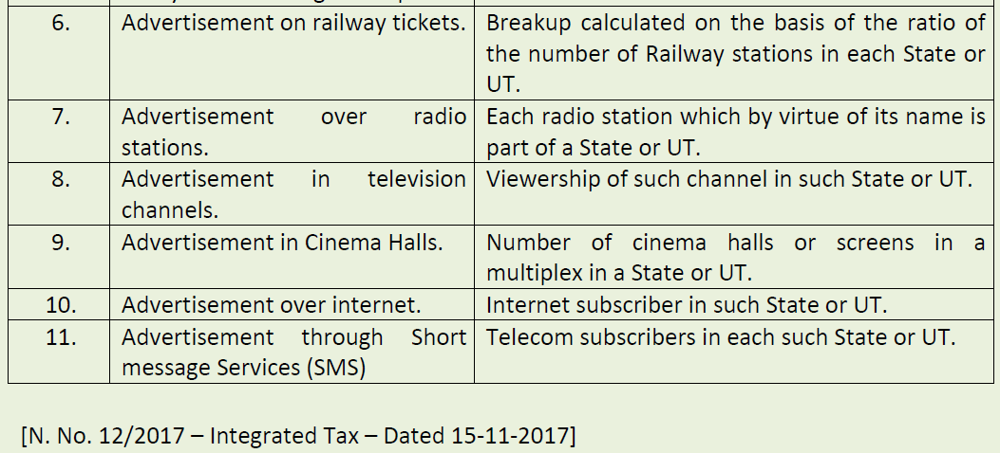 6. Advertisement on railway tickets. Breakup calculated on the basis of the ratio of
the number of Railway stations in each State or
UT.
7. Advertisement over radio Each radio station which by virtue of its name is
stations. part of a State or UT.
8. Advertisement in television Viewership of such channel in such State or UT.
channels.
9. Advertisement in Cinema Halls. Number of cinema halls or screens in a
multiplex in a State or UT.
10. Advertisement over internet. Internet subscriber in such State or UT.
11. Advertisement through Short Telecom subscribers in each such State or UT.
message Services (SMS)
[N. No. 12/2017 – Integrated Tax – Dated 15-11-2017]